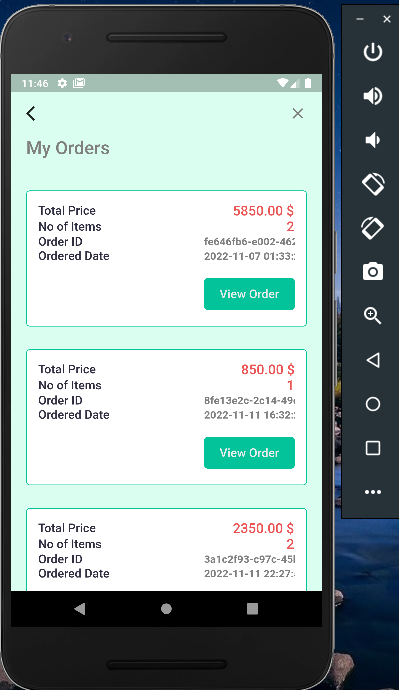 11:46
My Orders
Total Price 5850.00 $
No of Items 2
Order ID fe646fb6-e002-462
Ordered Date 2022-11-07 01:33:
View Order
Total Price 850.00 $
No of Items 1
Order ID 8fe13e2c-2c14-49
Ordered Date 2022-11-11 16:32:
View Order
Total Price 2350.00 $
No of Items 2
Order ID 3a1c2f93-c97c-45
Ordered Date 2022-11-11 22:27: